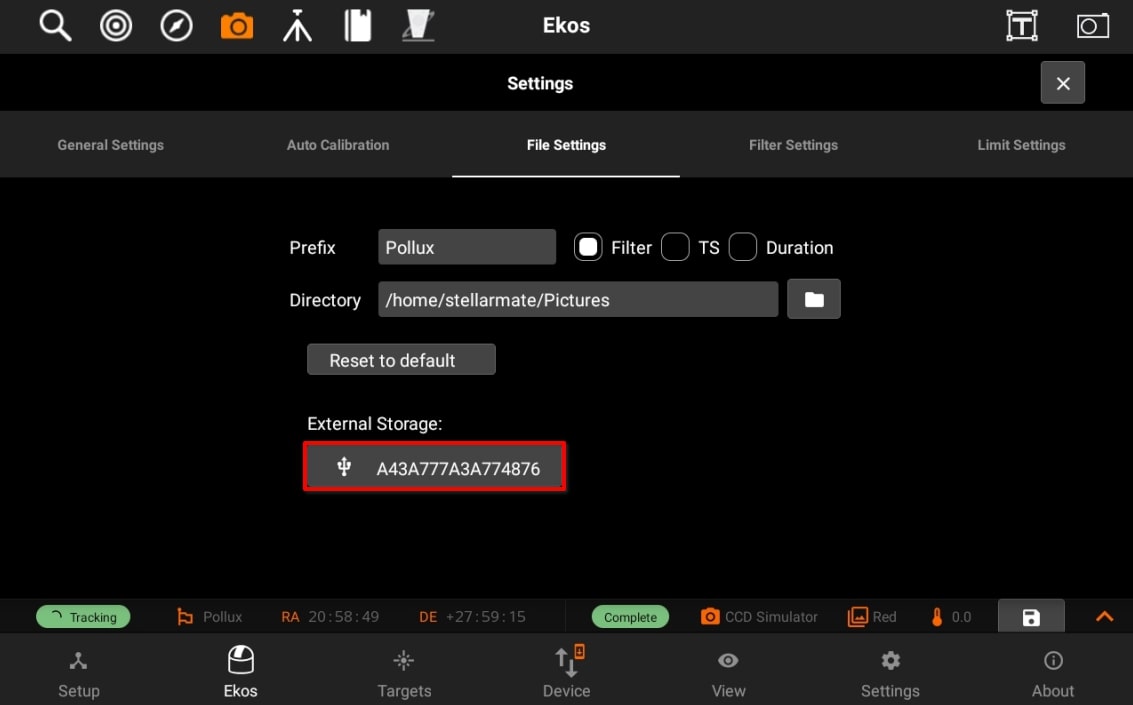 Ekos
Settings
General Settings
Auto Calibration
File Settings
Filter Settings
Limit Settings
Prefix
Pollux
Filter
TS
Duration
Directory
/home/stellarmate/Pictures
Reset to default
External Storage:
A43A777A3A774876
Tracking
Pollux
RA 20:58:49
DE +27:59:15
Complete
CCD Simulator
Red
0.0
Setup
Ekos
Targets
Device
View
Settings
About